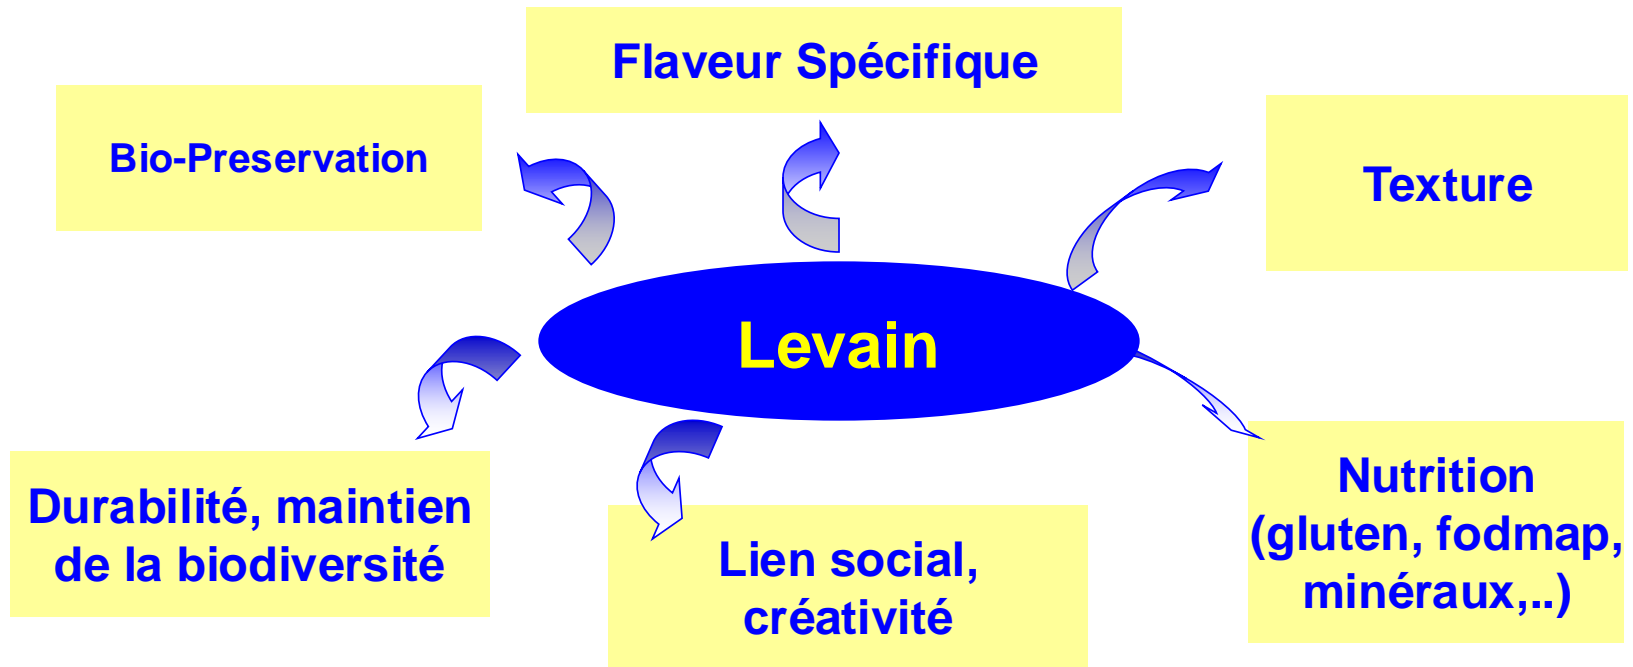 Flaveur Spécifique
Bio-Preservation
Texture
Levain
Durabilité, maintien
de la biodiversité
Lien social,
créativité
Nutrition
(gluten, fodmap,
minéraux,..)